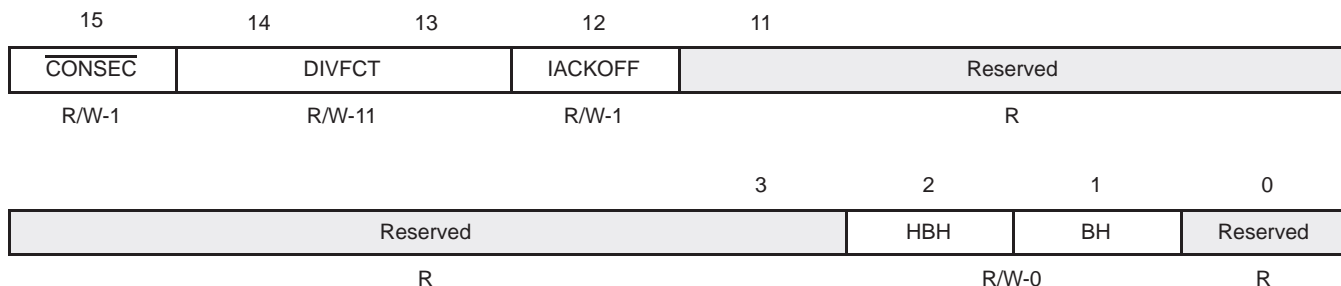 15 14 13 12 11
C̅O̅N̅S̅E̅C̅ DIVFCT IACKOFF Reserved
R/W-1 R/W-11 R/W-1 R
3 2 1 0
Reserved HBH BH Reserved
R R/W-0 R